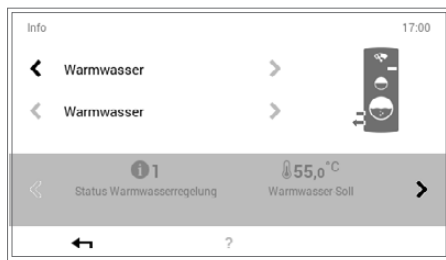 Info 17:00
Warmwasser
Warmwasser
1 55,0°C
Status Warmwasserregelung Warmwasser Soll
?